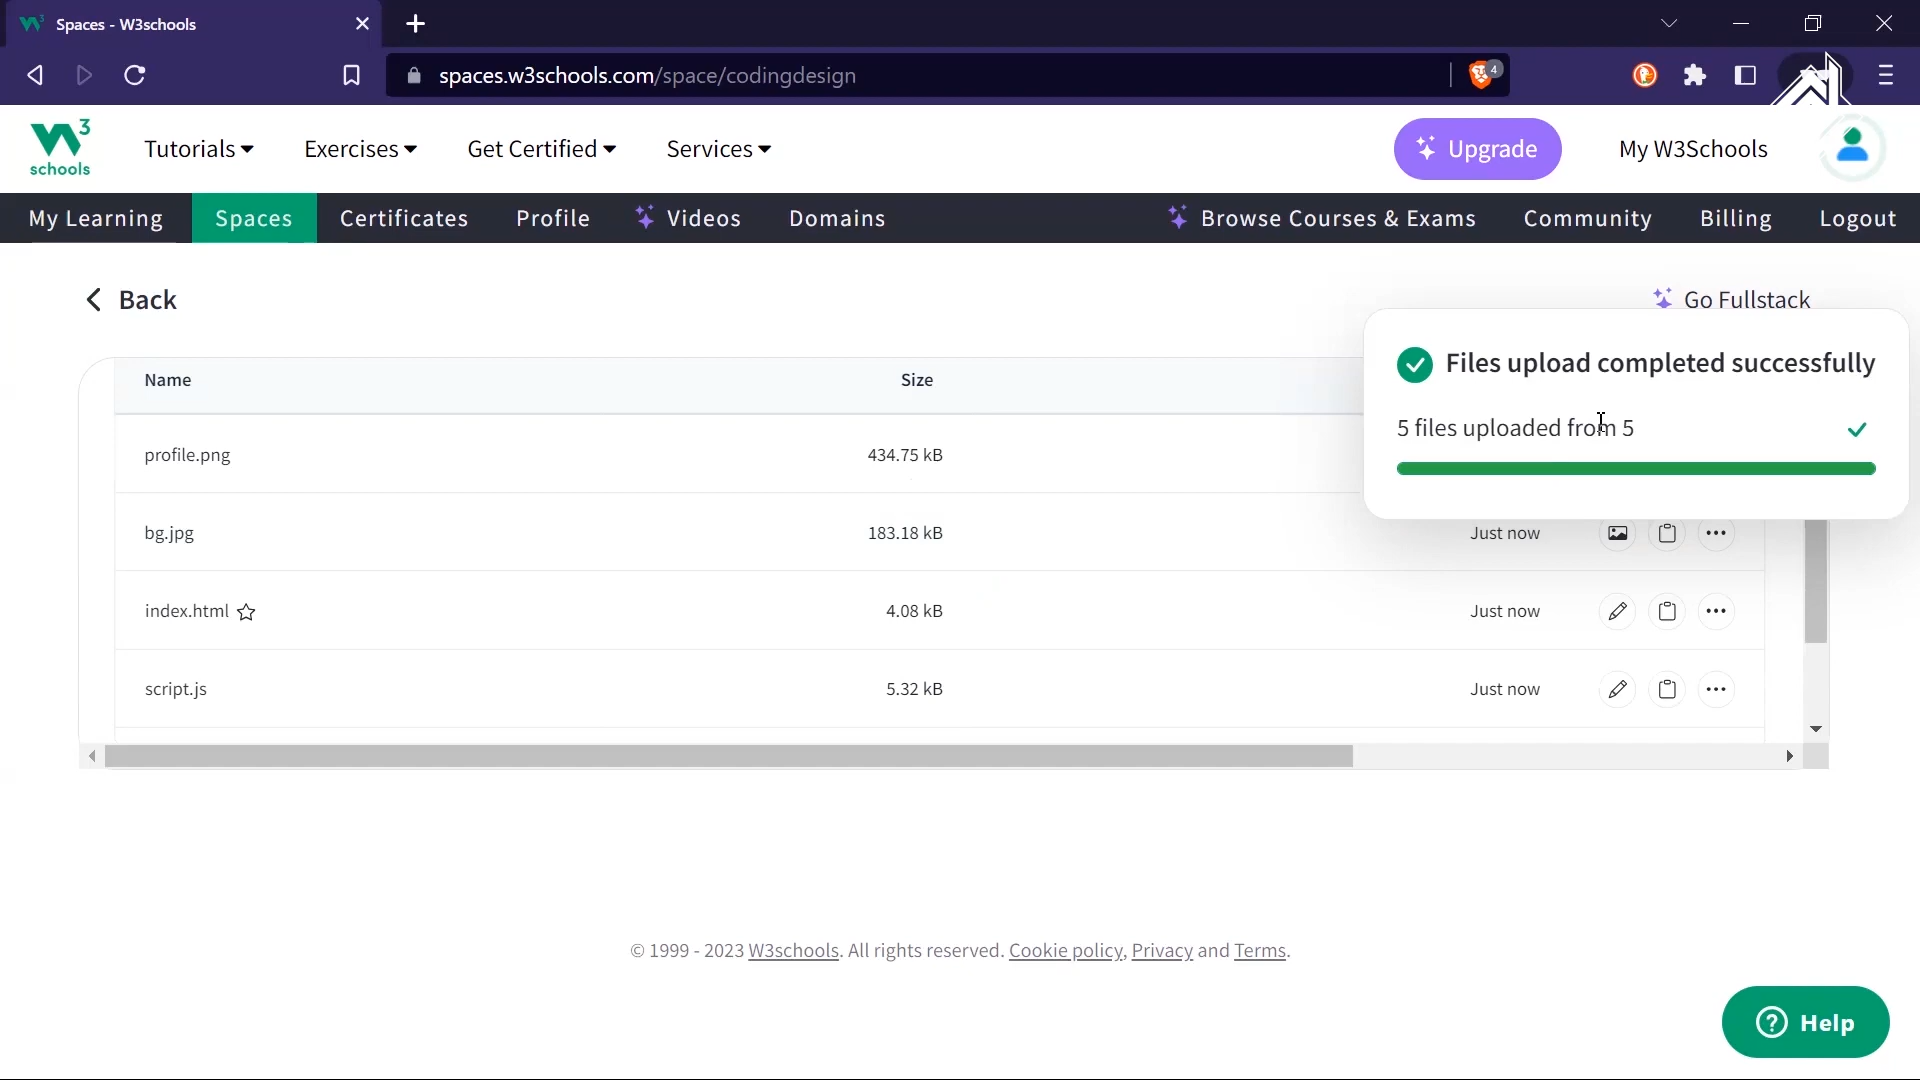 Spaces - W3schools
spaces.w3schools.com/space/codingdesign
4
W3 schools
Tutorials
Exercises
Get Certified
Services
Upgrade
My W3Schools
My Learning
Spaces
Certificates
Profile
Videos
Domains
Browse Courses & Exams
Community
Billing
Logout
Back
Go Fullstack
Files upload completed successfully
5 files uploaded from 5
Name Size
profile.png 434.75 kB
bg.jpg 183.18 kB Just now
index.html 4.08 kB Just now
script.js 5.32 kB Just now
© 1999 - 2023 W3schools. All rights reserved. Cookie policy, Privacy and Terms.
Help